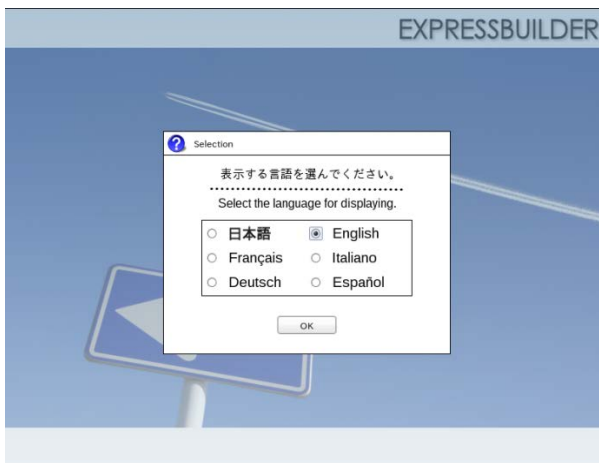 EXPRESSBUILDER
Selection
表示する言語を選んでください。
Select the language for displaying.
日本語 English
Français Italiano
Deutsch Español
OK